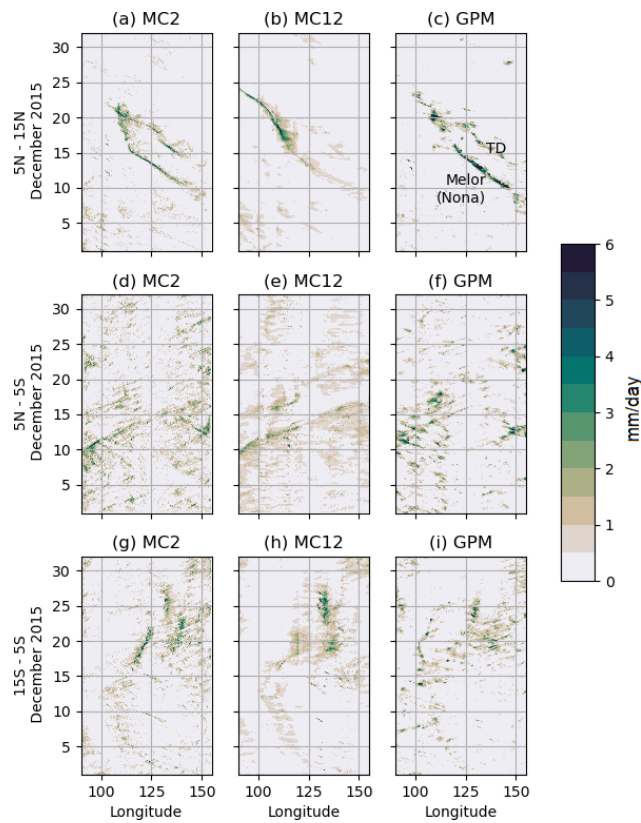 (a) MC2 (b) MC12 (c) GPM
5N - 15N
December 2015
30
25
20
15
10
5
100 125 150
TD
Melor
(Nona)
(d) MC2 (e) MC12 (f) GPM
5N - 5S
December 2015
30
25
20
15
10
5
(g) MC2 (h) MC12 (i) GPM
15S - 5S
December 2015
30
25
20
15
10
5
100 125 150 100 125 150 100 125 150
Longitude Longitude Longitude
6
5
4
3
2
1
0
mm/day